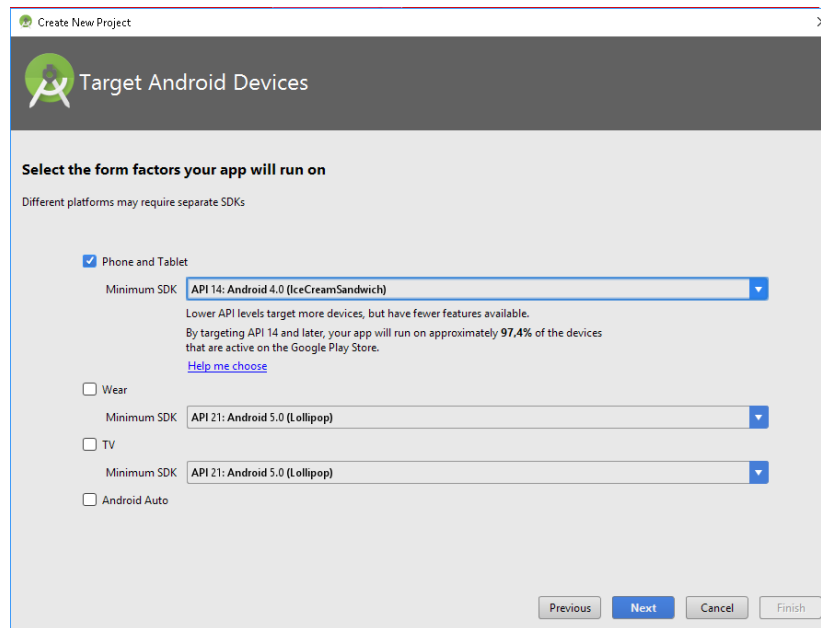 Create New Project
Target Android Devices
Select the form factors your app will run on
Different platforms may require separate SDKs
Phone and Tablet
Minimum SDK API 14: Android 4.0 (IceCreamSandwich)
Lower API levels target more devices, but have fewer features available.
By targeting API 14 and later, your app will run on approximately 97,4% of the devices
that are active on the Google Play Store.
Help me choose
Wear
Minimum SDK API 21: Android 5.0 (Lollipop)
TV
Minimum SDK API 21: Android 5.0 (Lollipop)
Android Auto
Previous Next Cancel Finish